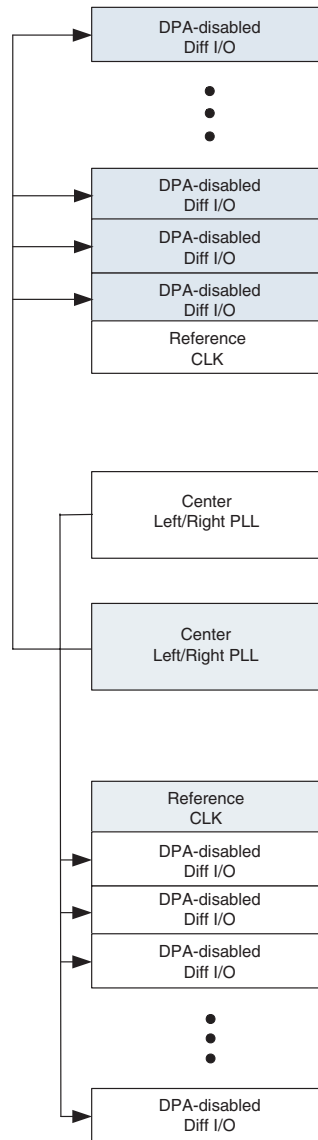 DPA-disabled
Diff I/O
DPA-disabled
Diff I/O
DPA-disabled
Diff I/O
DPA-disabled
Diff I/O
Reference
CLK
Center
Left/Right PLL
Center
Left/Right PLL
Reference
CLK
DPA-disabled
Diff I/O
DPA-disabled
Diff I/O
DPA-disabled
Diff I/O
DPA-disabled
Diff I/O